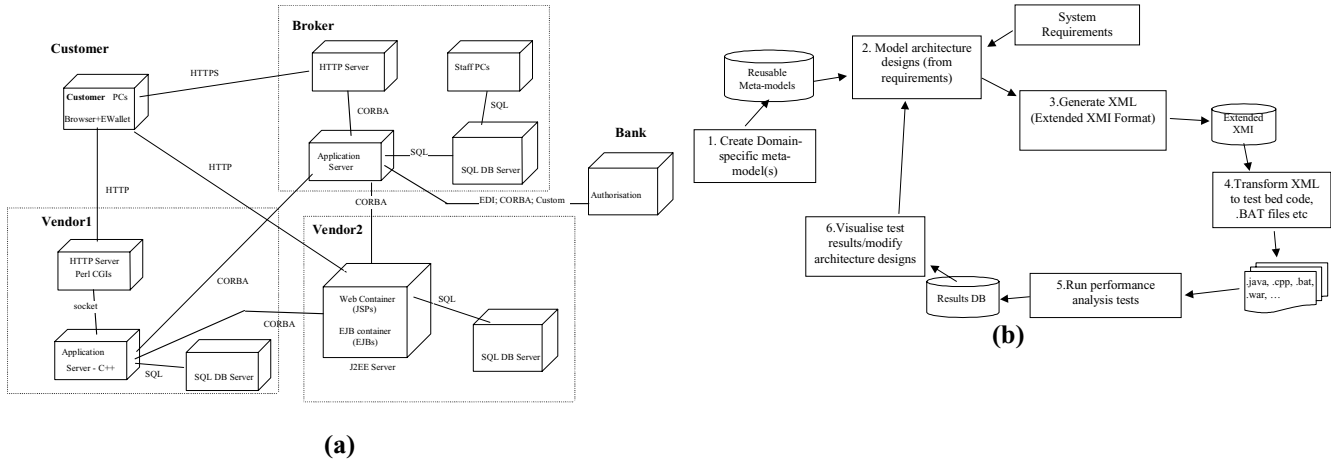 Broker
Customer
HTTP Server
Staff PCs
HTTPS
Customer PCs
Browser+EWallet
CORBA
SQL
Bank
Application
Server
SQL
SQL DB Server
HTTP
HTTP
Authorisation
CORBA
EDI; CORBA; Custom
Vendor1
Vendor2
HTTP Server
Perl CGIs
CORBA
socket
Web Container
(JSPs)
SQL
CORBA
EJB container
(EJBs)
Application
Server - C++
SQL
SQL DB Server
SQL DB Server
J2EE Server
(a)
System
Requirements
2. Model architecture
designs (from
requirements)
Reusable
Meta-models
3.Generate XML
(Extended XMI Format)
Extended
XMI
1. Create Domain-
specific meta-
model(s)
4.Transform XML
to test bed code,
.BAT files etc
6.Visualise test
results/modify
architecture designs
Results DB
5.Run performance
analysis tests
.java, .cpp, .bat,
.war, …
(b)